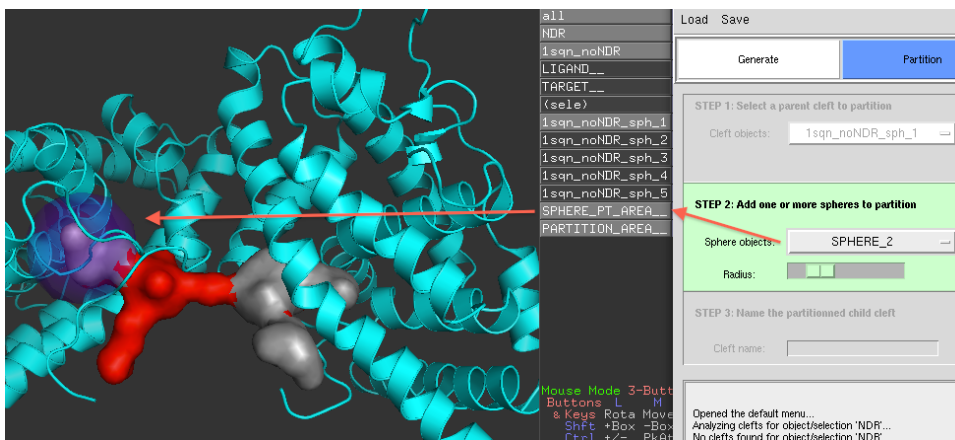 all
NDR
1sqn_noNDR
LIGAND__
TARGET__
(sele)
1sqn_noNDR_sph_1
1sqn_noNDR_sph_2
1sqn_noNDR_sph_3
1sqn_noNDR_sph_4
1sqn_noNDR_sph_5
SPHERE_PT_AREA__
PARTITION_AREA__
Mouse Mode 3-Butt
Buttons L M
& Keys Rota Move
Shft +Box -Box
Ctrl +/- PkAt
Load Save
Generate Partition
STEP 1: Select a parent cleft to partition
Cleft objects: 1sqn_noNDR_sph_1
STEP 2: Add one or more spheres to partition
Sphere objects: SPHERE_2
Radius:
STEP 3: Name the partitionned child cleft
Cleft name:
Opened the default menu...
Analyzing clefts for object/selection 'NDR'...
No clefts found for object/selection 'NDR'